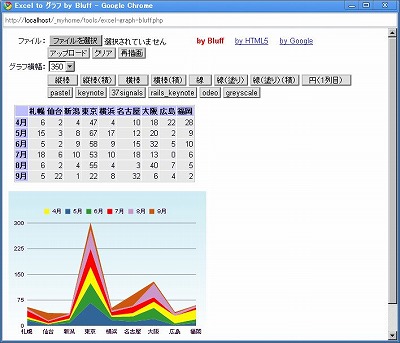 Excel to グラフ by Bluff - Google Chrome
http://localhost/_myhome/tools/excel-graph-bluff.php
ファイル： ファイルを選択 選択されていません by Bluff by HTML5 by Google
アップロード クリア 再描画
グラフ横幅： 350
縦棒 縦棒(積) 横棒 横棒(積) 線 線(塗り) 線(塗り)(積) 円(1列目)
pastel keynote 37signals rails_keynote odeo greyscale
札幌 仙台 新潟 東京 横浜 名古屋 大阪 広島 福岡
4月 6 2 4 47 4 10 18 22 28
5月 15 3 8 67 17 12 20 2 9
6月 5 2 9 58 9 15 32 5 10
7月 18 6 10 53 10 18 13 0 6
8月 6 2 4 55 4 3 40 7 5
9月 5 22 1 22 8 32 6 4 2
4月 5月 6月 7月 8月 9月
300
225
150
75
0
札幌 仙台 新潟 東京 横浜 名古屋 大阪 広島 福岡